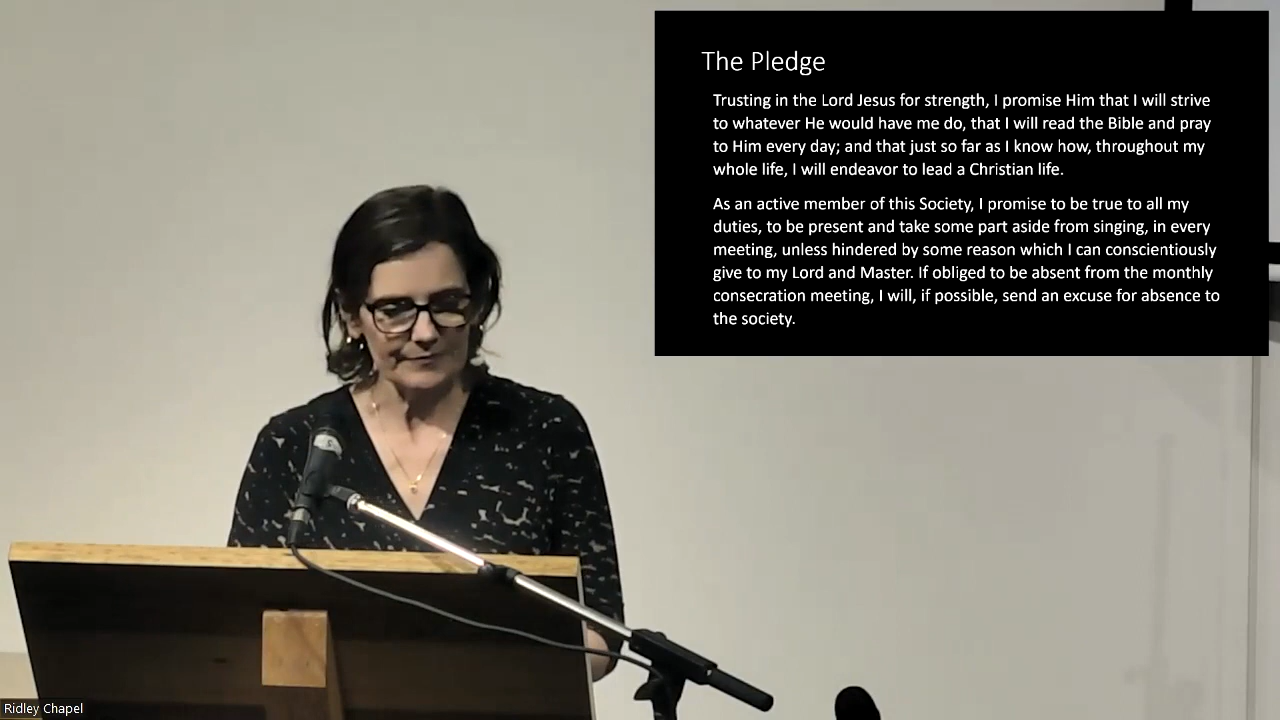 The Pledge
Trusting in the Lord Jesus for strength, I promise Him that I will strive
to whatever He would have me do, that I will read the Bible and pray
to Him every day; and that just so far as I know how, throughout my
whole life, I will endeavor to lead a Christian life.
As an active member of this Society, I promise to be true to all my
duties, to be present and take some part aside from singing, in every
meeting, unless hindered by some reason which I can conscientiously
give to my Lord and Master. If obliged to be absent from the monthly
consecration meeting, I will, if possible, send an excuse for absence to
the society.
Ridley Chapel